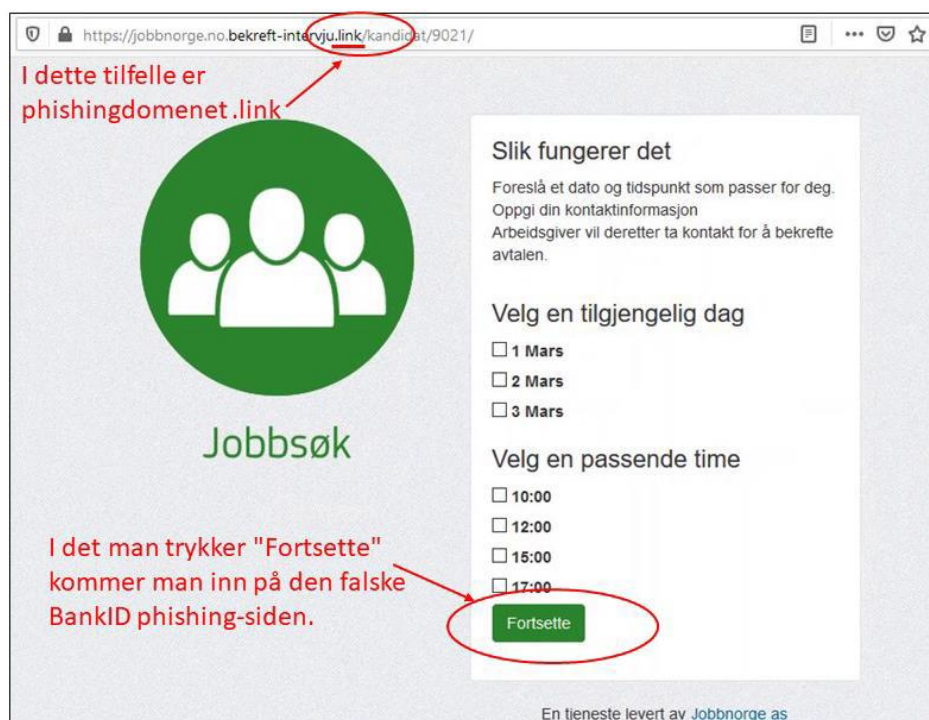 https://jobbnorge.no.bekreft-intervju.link/kandidat/9021/
I dette tilfelle er
phishingdomenet .link
Jobbsøk
Slik fungerer det
Foreslå et dato og tidspunkt som passer for deg.
Oppgi din kontaktinformasjon
Arbeidsgiver vil deretter ta kontakt for å bekrefte
avtalen.
Velg en tilgjengelig dag
1 Mars
2 Mars
3 Mars
Velg en passende time
10:00
12:00
15:00
17:00
Fortsette
I det man trykker "Fortsette"
kommer man inn på den falske
BankID phishing-siden.
En tjeneste levert av Jobbnorge as